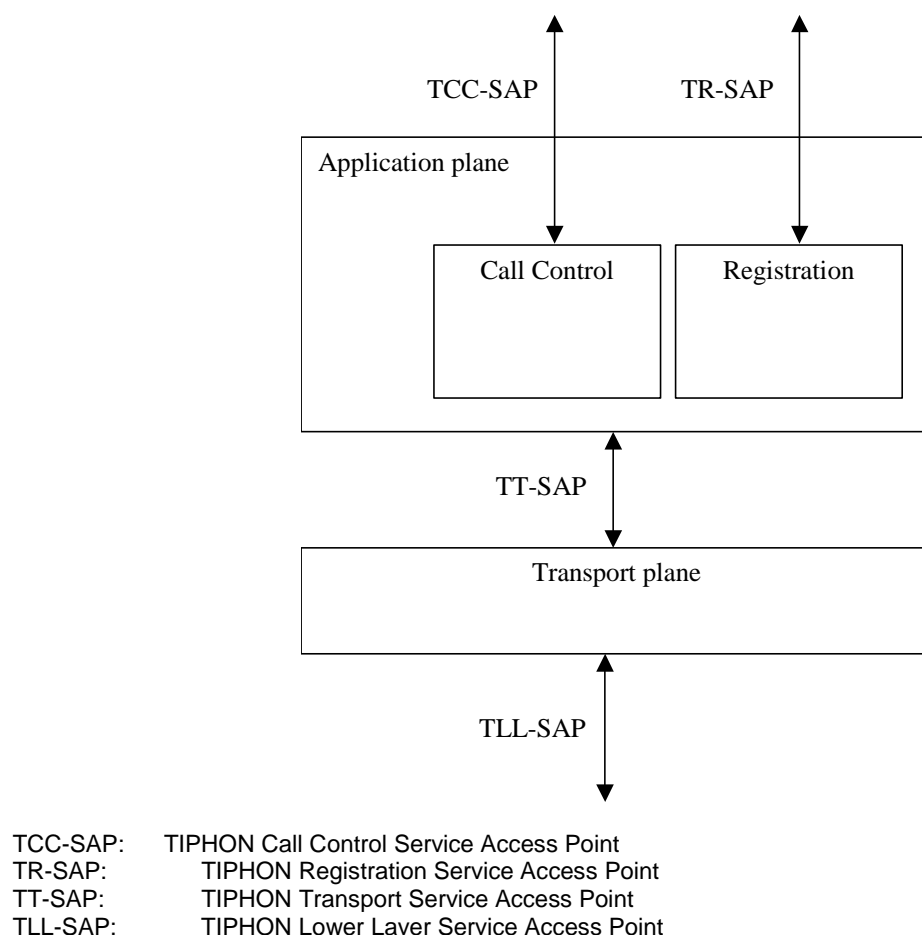 TCC-SAP TR-SAP
Application plane
Call Control Registration
TT-SAP
Transport plane
TLL-SAP
TCC-SAP: TIPHON Call Control Service Access Point
TR-SAP: TIPHON Registration Service Access Point
TT-SAP: TIPHON Transport Service Access Point
TLL-SAP: TIPHON Lower Layer Service Access Point